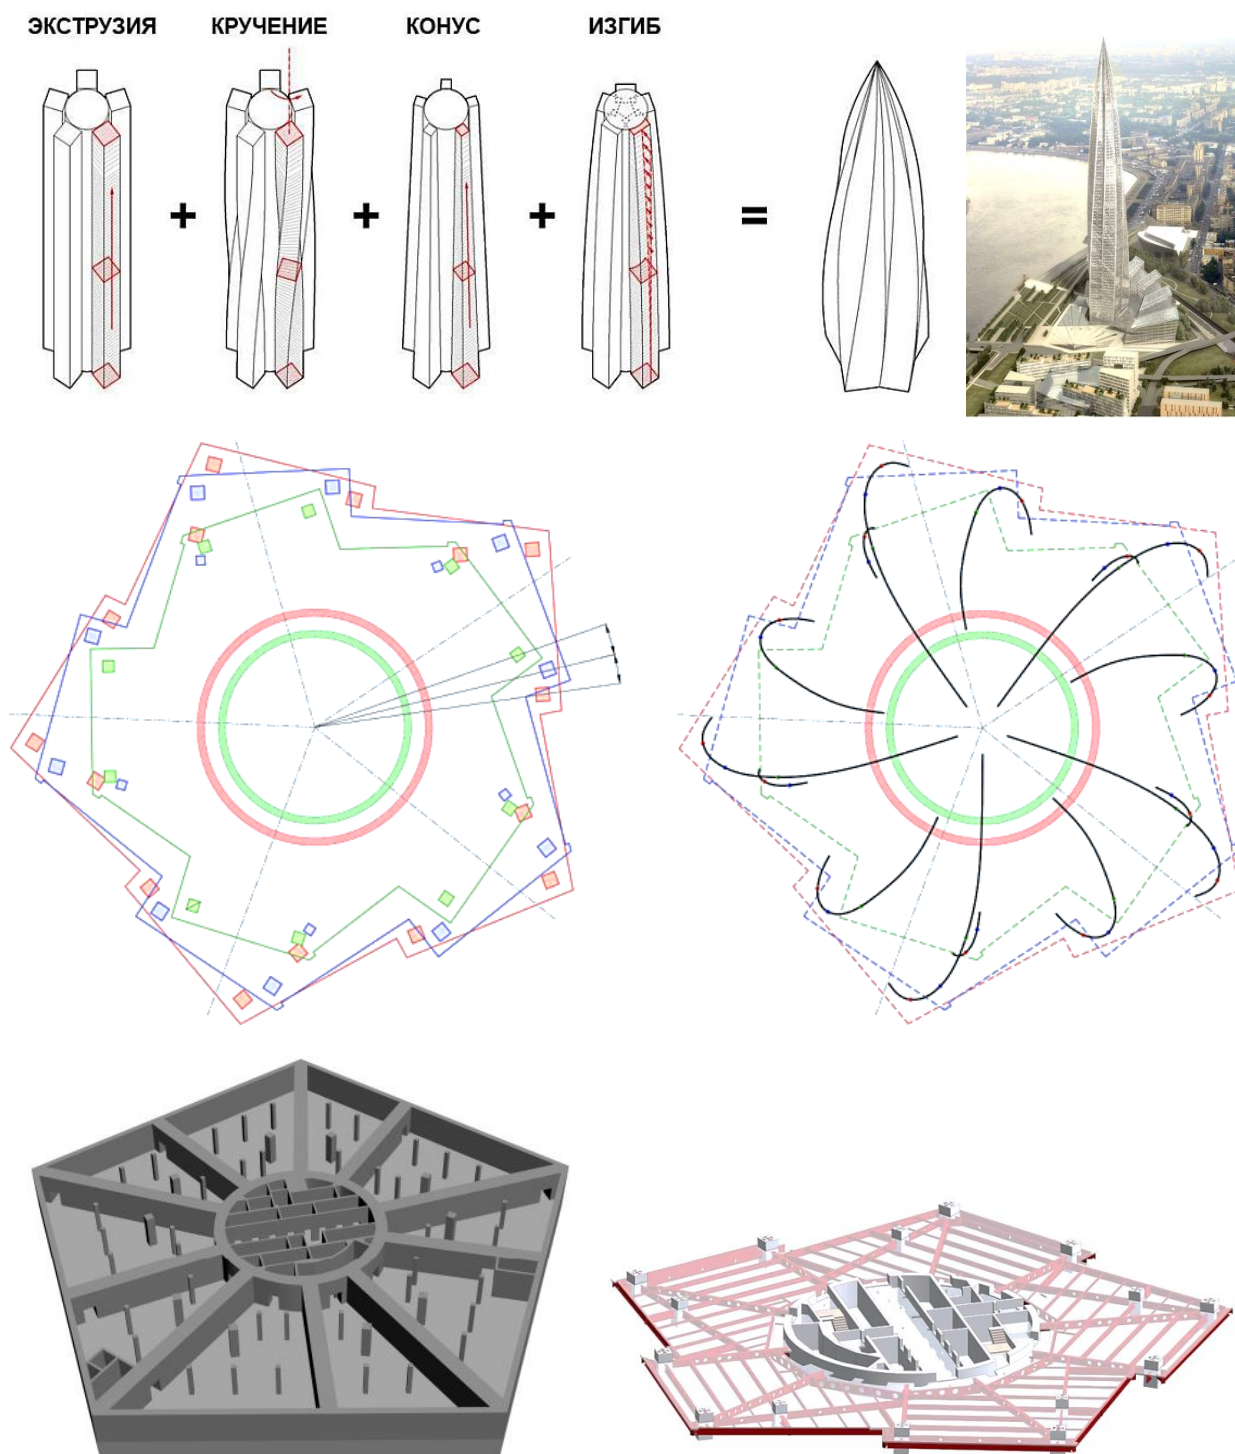 ЭКСТРУЗИЯ КРУЧЕНИЕ КОНУС ИЗГИБ
+ + + =